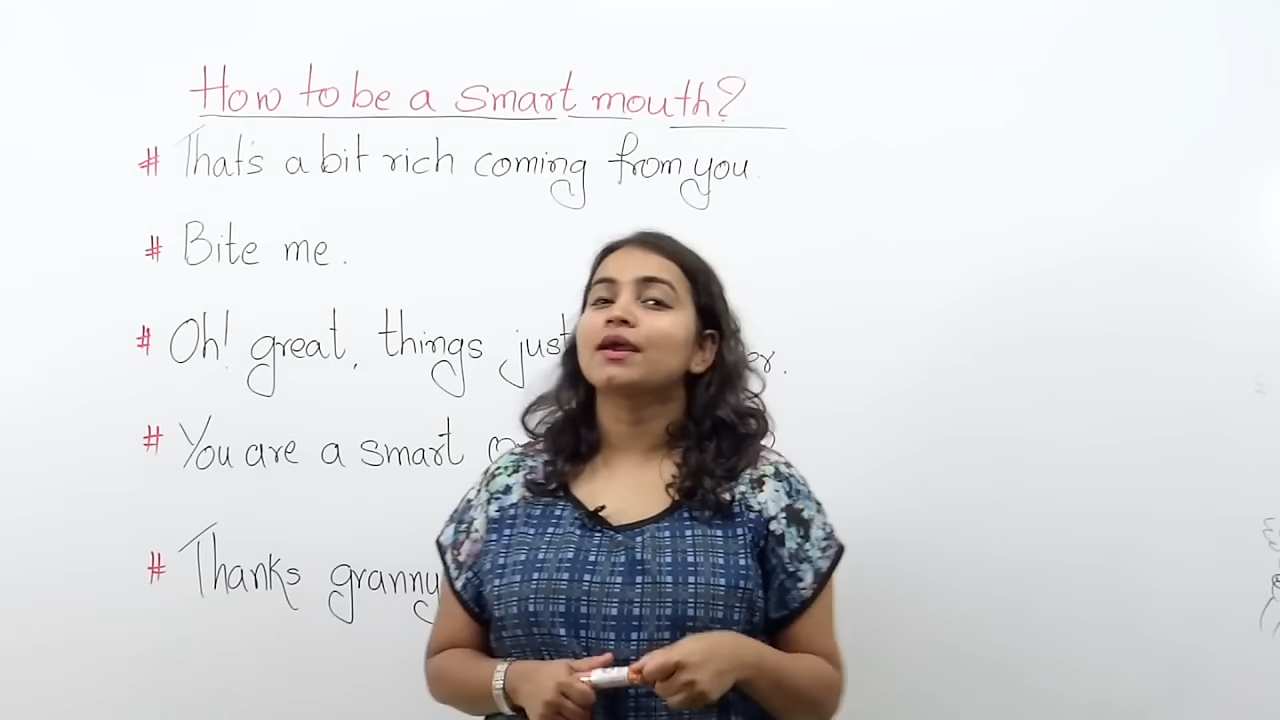 How to be a smart mouth?
# That's a bit rich coming from you.
# Bite me.
# Oh! great, things just
# You are a smart
# Thanks granny